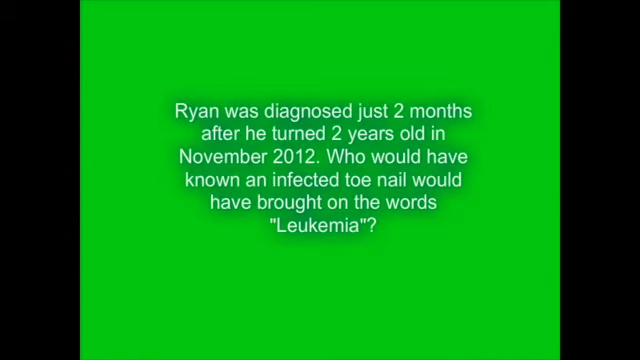 Ryan was diagnosed just 2 months
after he turned 2 years old in
November 2012. Who would have
known an infected toe nail would
have brought on the words
"Leukemia"?